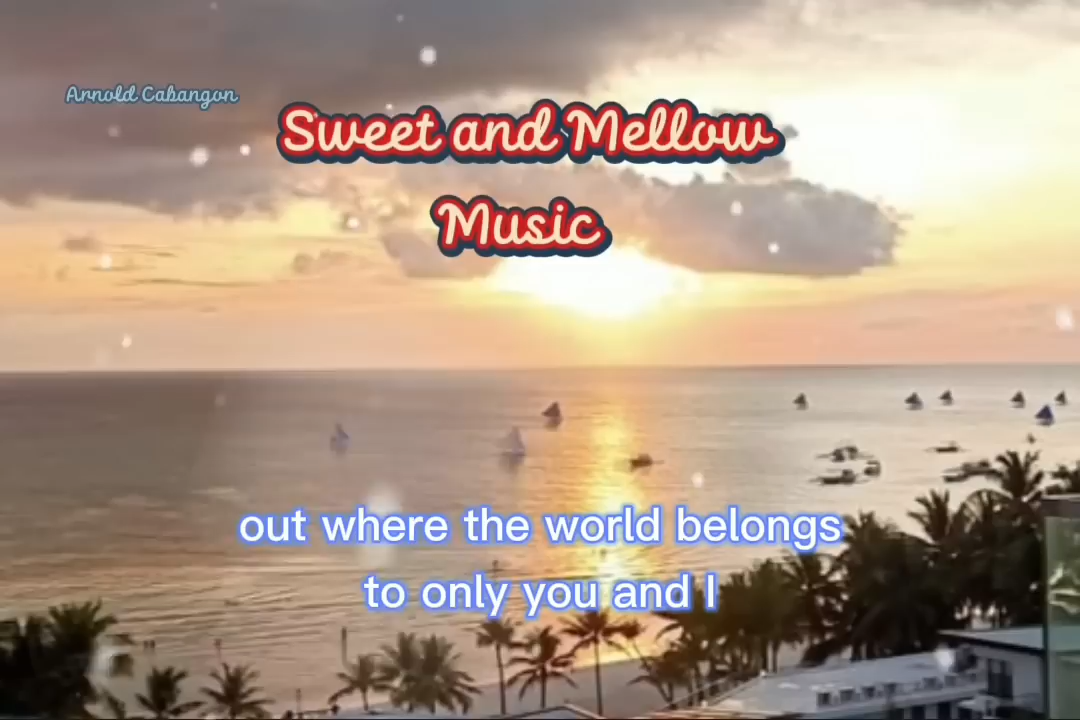 Arnold Cabangon
Sweet and Mellow
Music
out where the world belongs
to only you and I